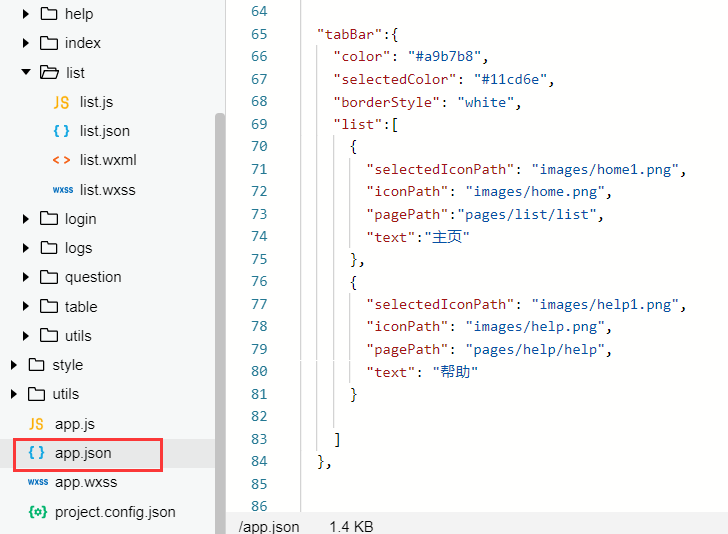 help
index
list
JS list.js
{ } list.json
< > list.wxml
wxss list.wxss
login
logs
question
table
utils
style
utils
JS app.js
{ } app.json
wxss app.wxss
{⚙} project.config.json
64
65 "tabBar":{
66 "color": "#a9b7b8",
67 "selectedColor": "#11cd6e",
68 "borderStyle": "white",
69 "list":[
70 {
71 "selectedIconPath": "images/home1.png",
72 "iconPath": "images/home.png",
73 "pagePath":"pages/list/list",
74 "text":"主页"
75 },
76 {
77 "selectedIconPath": "images/help1.png",
78 "iconPath": "images/help.png",
79 "pagePath": "pages/help/help",
80 "text": "帮助"
81 }
82
83 ]
84 },
85
86
/app.json 1.4 KB